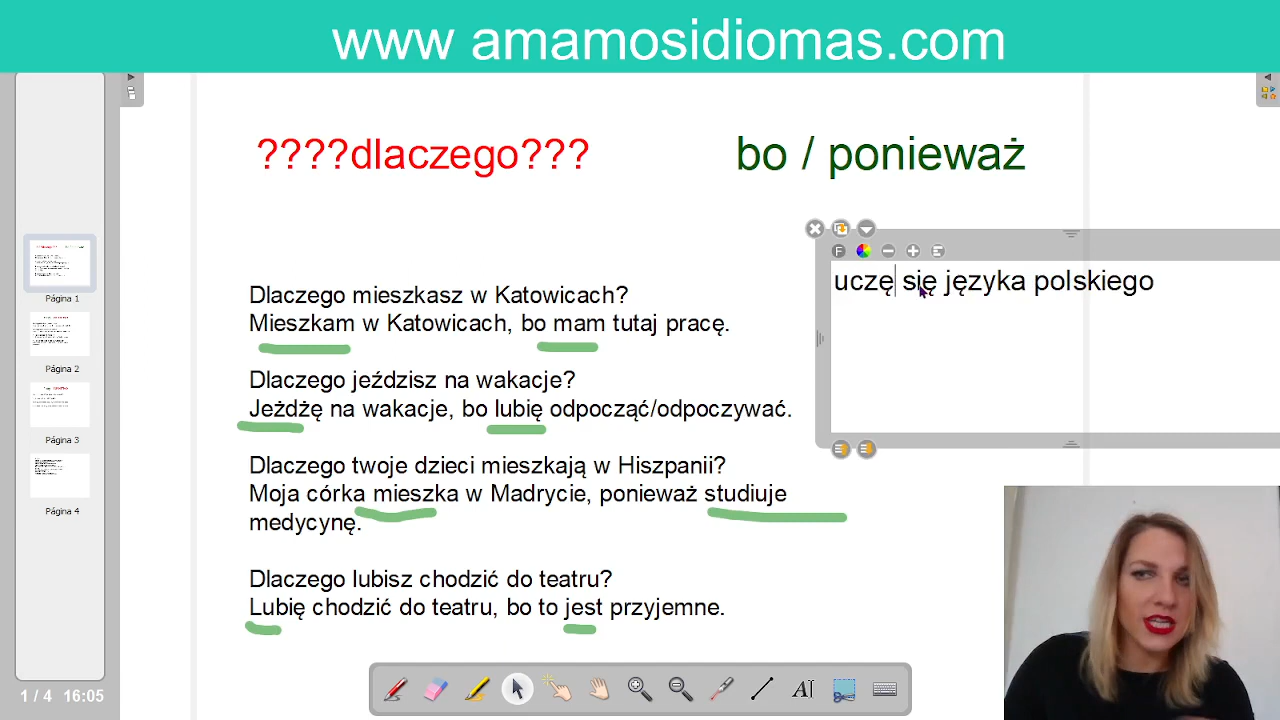 www amamosidiomas.com
????dlaczego???
bo / ponieważ
F
uczę się języka polskiego
Dlaczego mieszkasz w Katowicach?
Mieszkam w Katowicach, bo mam tutaj pracę.
Dlaczego jeździsz na wakacje?
Jeżdżę na wakacje, bo lubię odpocząć/odpoczywać.
Dlaczego twoje dzieci mieszkają w Hiszpanii?
Moja córka mieszka w Madrycie, ponieważ studiuje
medycynę.
Dlaczego lubisz chodzić do teatru?
Lubię chodzić do teatru, bo to jest przyjemne.
Página 1
Página 2
Página 3
Página 4
1 / 4 16:05
AI